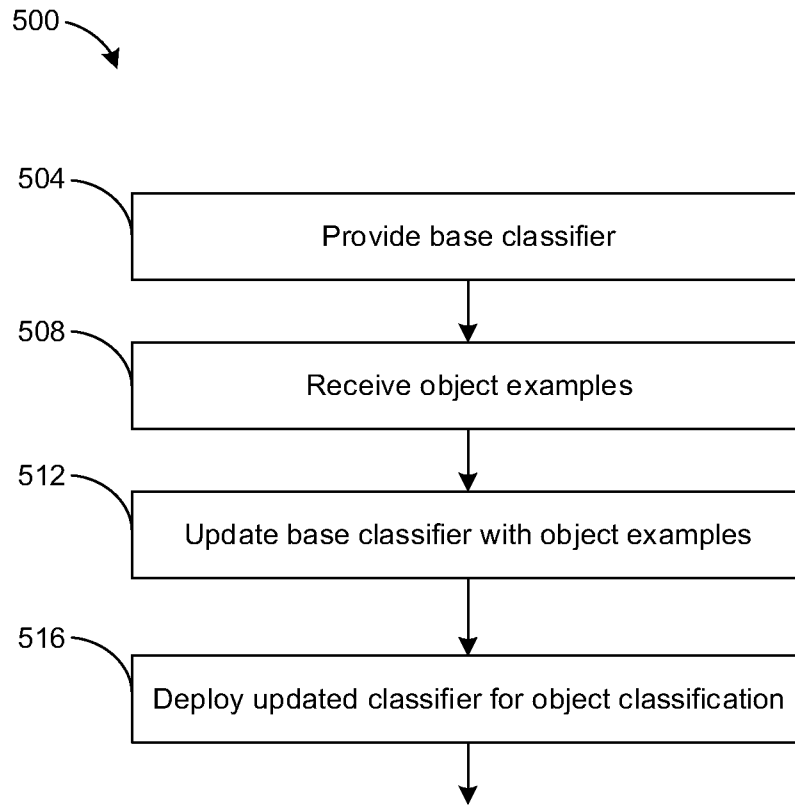 500
504
Provide base classifier
508
Receive object examples
512
Update base classifier with object examples
516
Deploy updated classifier for object classification